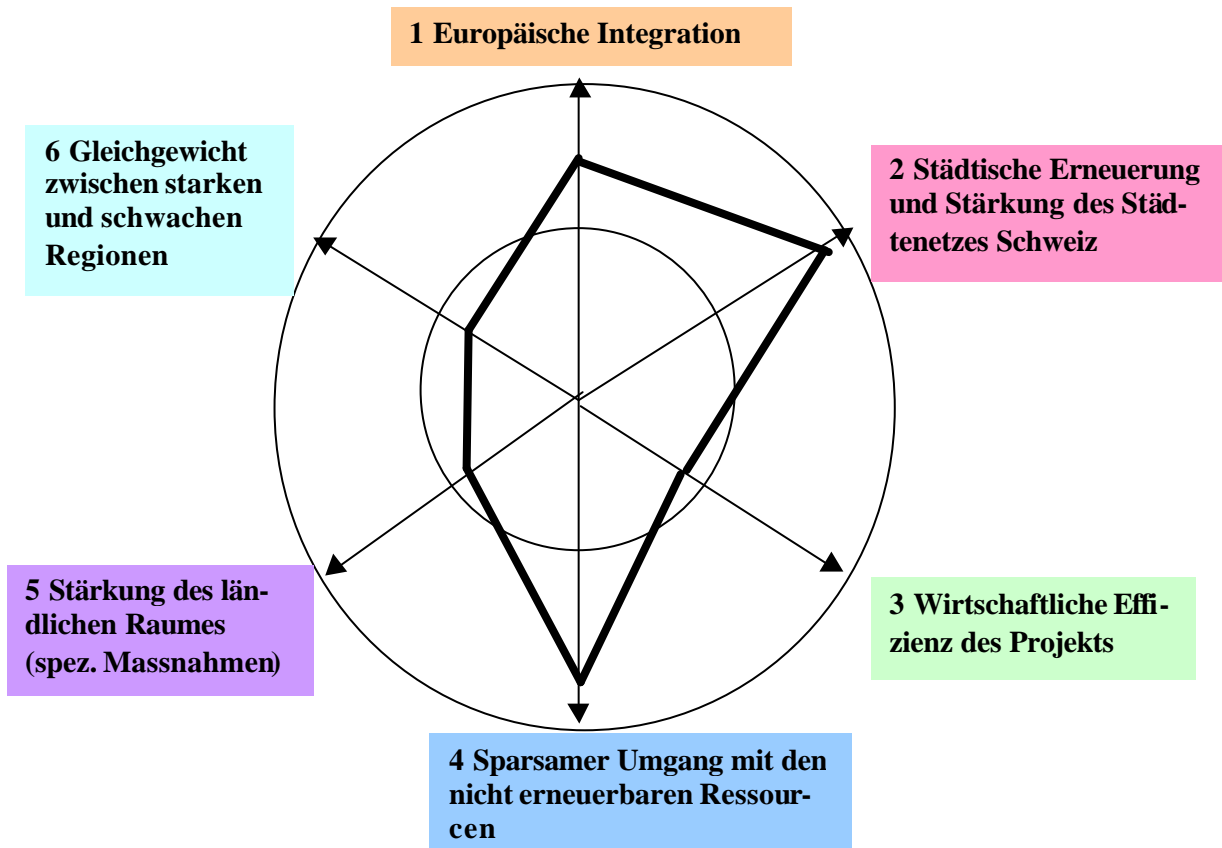 1 Europäische Integration
2 Städtische Erneuerung
und Stärkung des Städ-
tenetzes Schweiz
3 Wirtschaftliche Effi-
zienz des Projekts
4 Sparsamer Umgang mit den
nicht erneuerbaren Ressour-
cen
5 Stärkung des län-
dlichen Raumes
(spez. Massnahmen)
6 Gleichgewicht
zwischen starken
und schwachen
Regionen